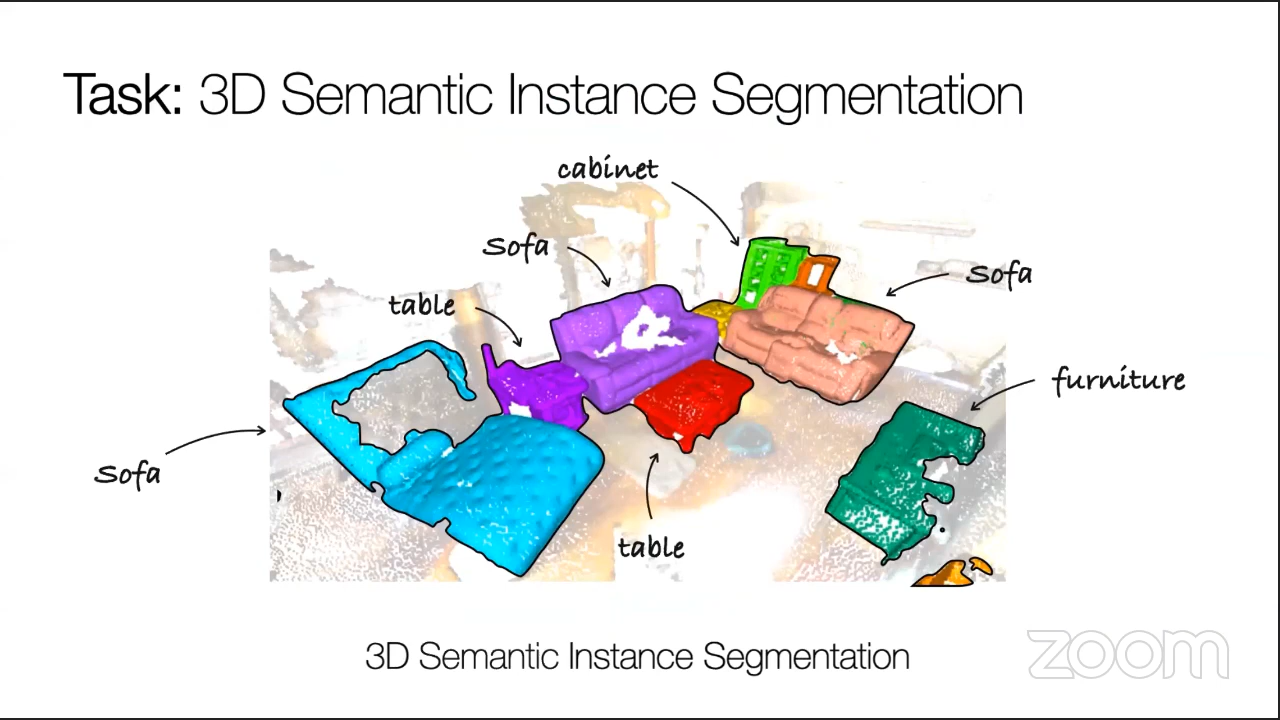 Task: 3D Semantic Instance Segmentation
cabinet
Sofa
Sofa
table
furniture
Sofa
table
3D Semantic Instance Segmentation
zoom